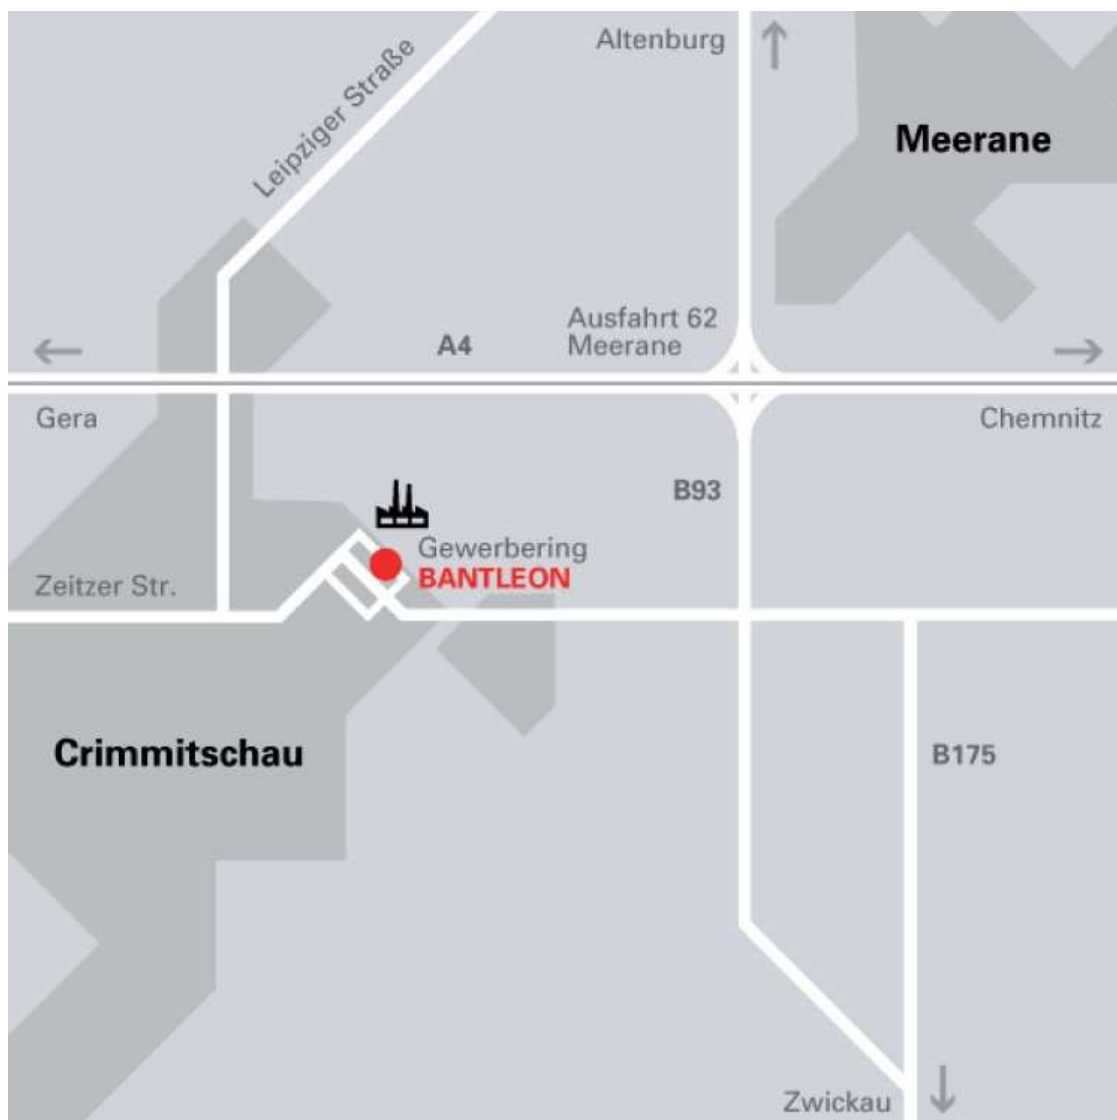 Altenburg
Leipziger Straße
Meerane
Ausfahrt 62
Meerane
A4
Gera
Chemnitz
B93
Gewerbering
BANTLEON
Zeitzer Str.
Crimmitschau
B175
Zwickau